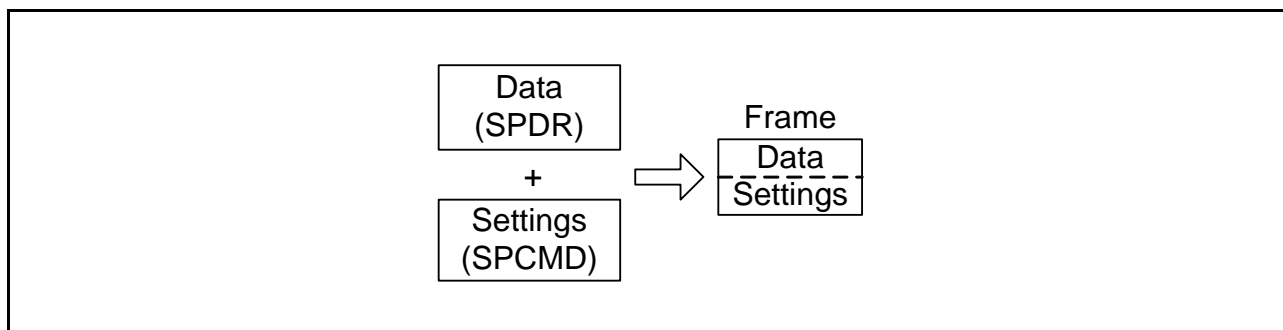 Data
(SPDR)
+
Settings
(SPCMD)
Frame
Data
Settings